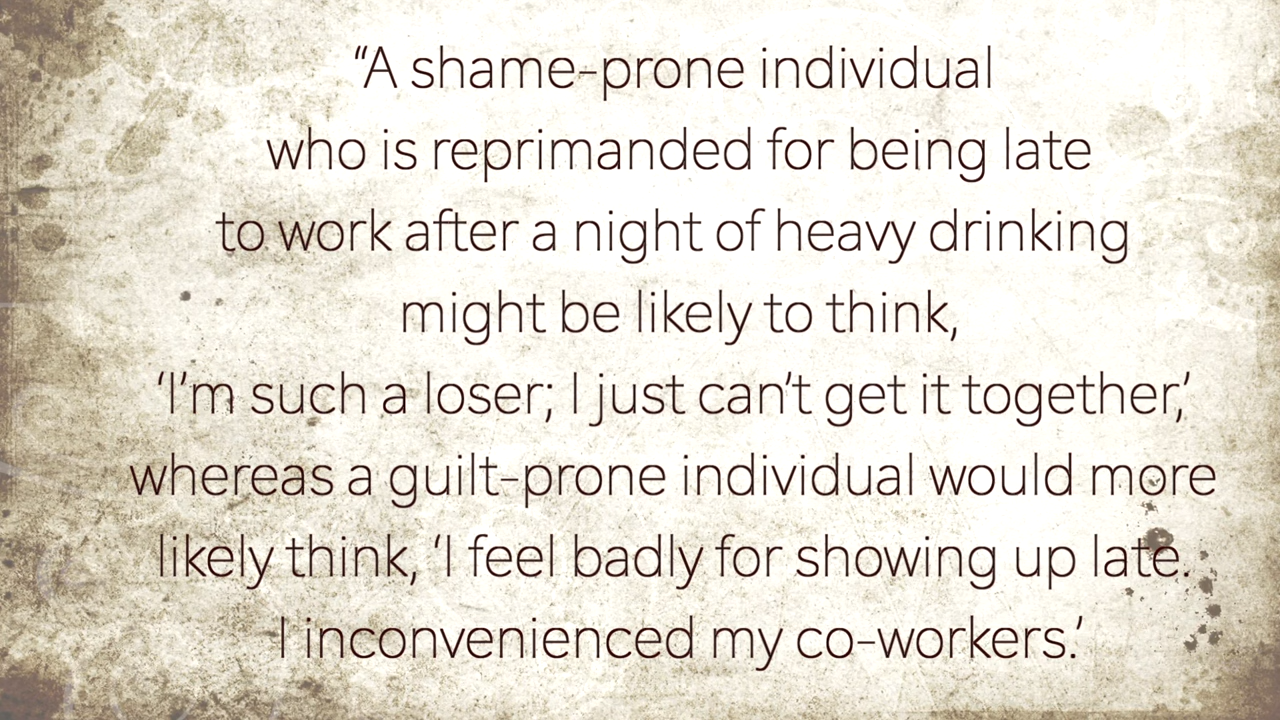 “A shame-prone individual
who is reprimanded for being late
to work after a night of heavy drinking
might be likely to think,
‘I’m such a loser; I just can’t get it together,’
whereas a guilt-prone individual would more
likely think, ‘I feel badly for showing up late.
I inconvenienced my co-workers.’